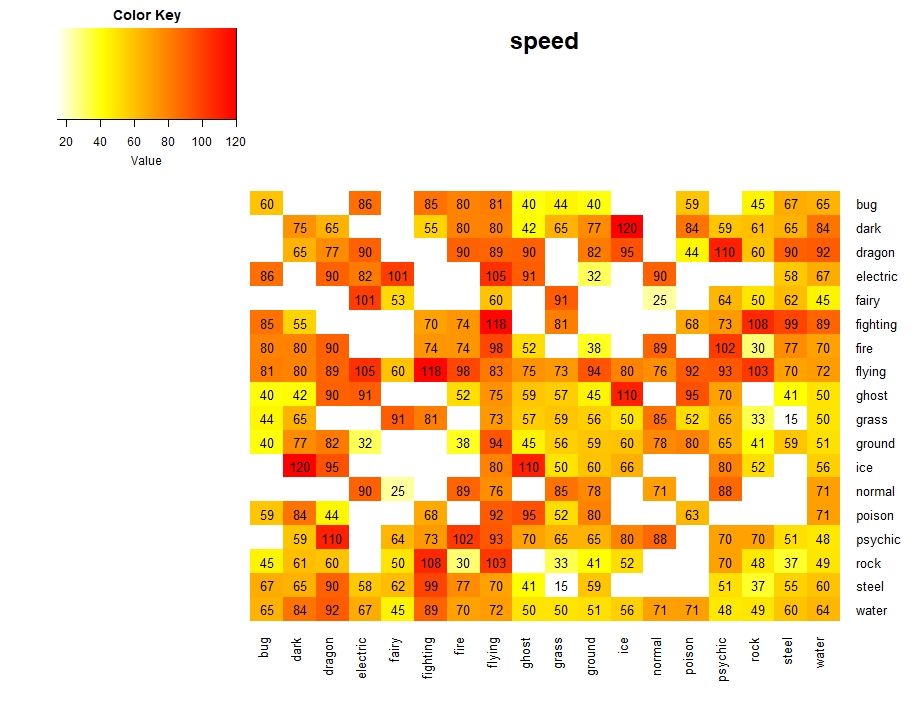 Color Key
speed
20 40 60 80 100 120
Value
60 86 85 80 81 40 44 40 59 45 67 65 bug
75 65 55 80 80 42 65 77 120 84 59 61 65 84 dark
65 77 90 90 89 90 82 95 44 110 60 90 92 dragon
86 90 82 101 105 91 32 90 58 67 electric
101 53 60 91 25 64 50 62 45 fairy
85 55 70 74 118 81 68 73 108 99 89 fighting
80 80 90 74 74 98 52 38 89 102 30 77 70 fire
81 80 89 105 60 118 98 83 75 73 94 80 76 92 93 103 70 72 flying
40 42 90 91 52 75 59 57 45 110 95 70 41 50 ghost
44 65 91 81 73 57 59 56 50 85 52 65 33 15 50 grass
40 77 82 32 38 94 45 56 59 60 78 80 65 41 59 51 ground
120 95 80 110 50 60 66 80 52 56 ice
90 25 89 76 85 78 71 88 71 normal
59 84 44 68 92 95 52 80 63 71 poison
59 110 64 73 102 93 70 65 65 80 88 70 70 51 48 psychic
45 61 60 50 108 30 103 33 41 52 70 48 37 49 rock
67 65 90 58 62 99 77 70 41 15 59 51 37 55 60 steel
65 84 92 67 45 89 70 72 50 50 51 56 71 71 48 49 60 64 water
bug dark dragon electric fairy fighting fire flying ghost grass ground ice normal poison psychic rock steel water